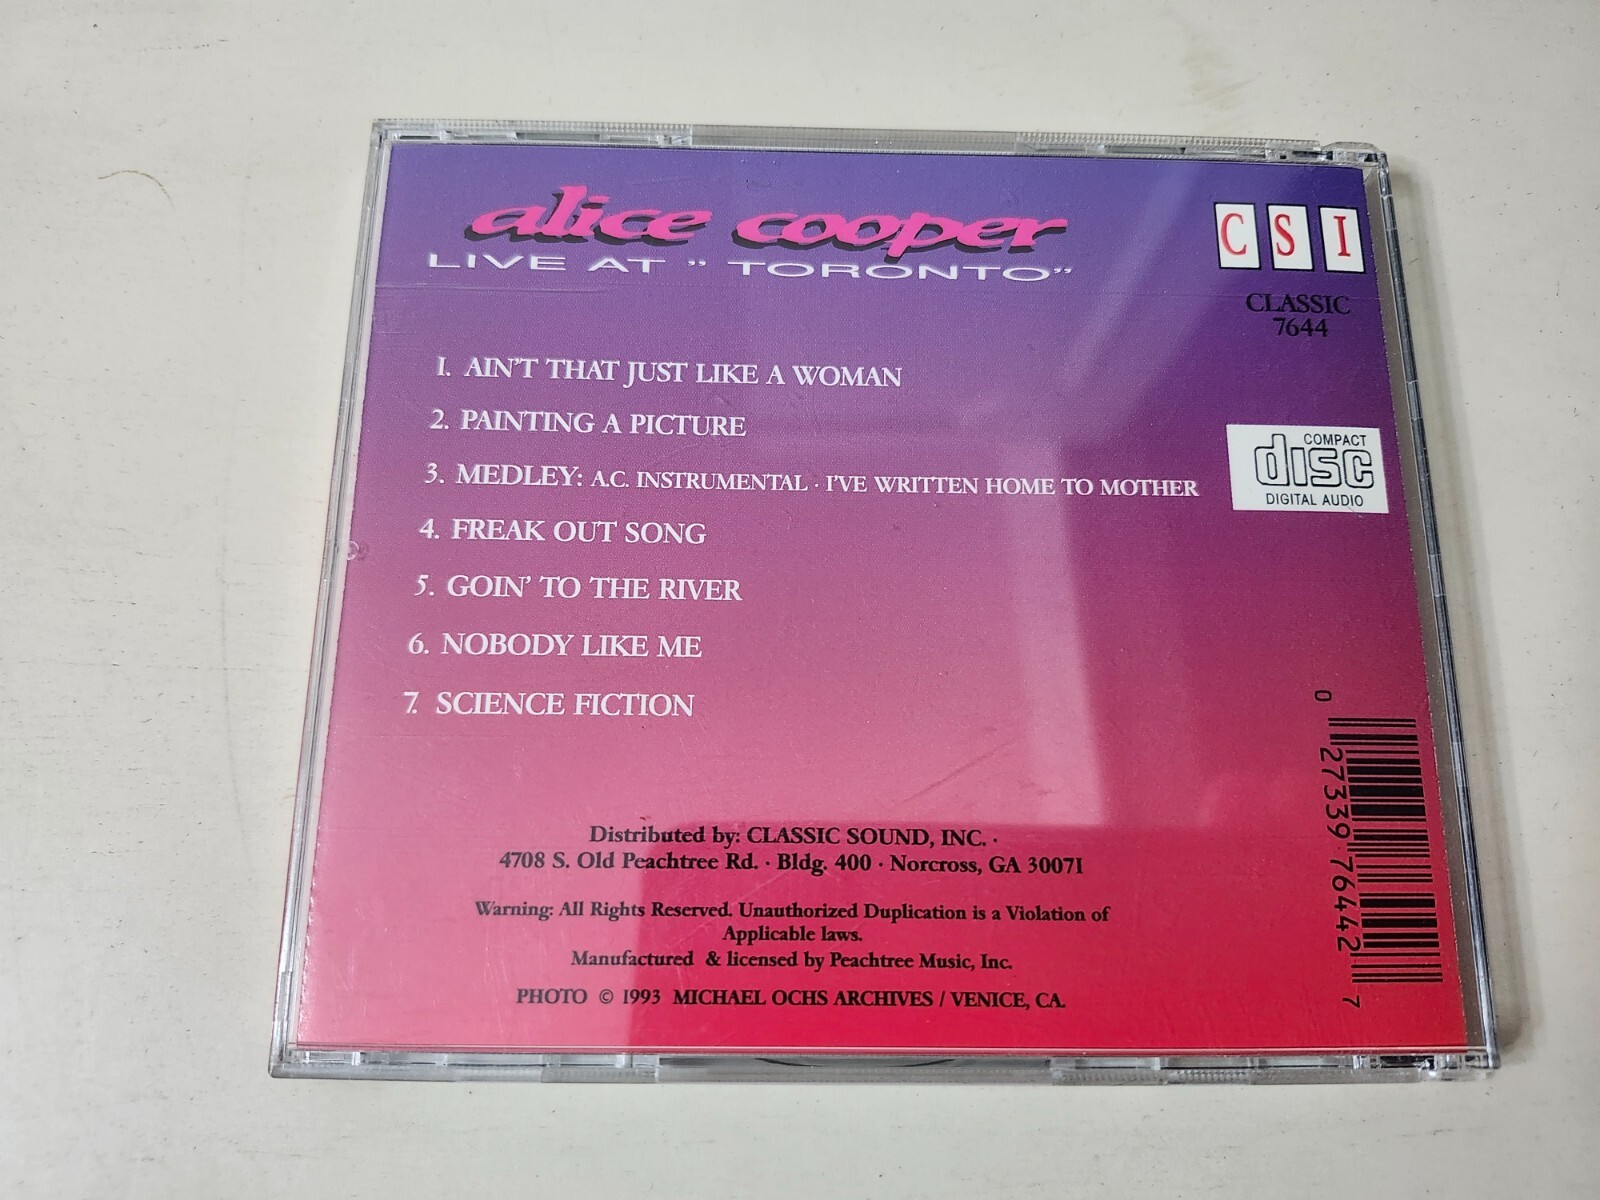 alice cooper
LIVE AT " TORONTO"
C S I
CLASSIC
7644
1. AIN'T THAT JUST LIKE A WOMAN
2. PAINTING A PICTURE
3. MEDLEY: A.C. INSTRUMENTAL · I'VE WRITTEN HOME TO MOTHER
4. FREAK OUT SONG
5. GOIN' TO THE RIVER
6. NOBODY LIKE ME
7. SCIENCE FICTION
COMPACT
disc
DIGITAL AUDIO
Distributed by: CLASSIC SOUND, INC. ·
4708 S. Old Peachtree Rd. · Bldg. 400 · Norcross, GA 30071
Warning: All Rights Reserved. Unauthorized Duplication is a Violation of
Applicable laws.
Manufactured & licensed by Peachtree Music, Inc.
PHOTO © 1993 MICHAEL OCHS ARCHIVES / VENICE, CA.
0 27339 76442 7